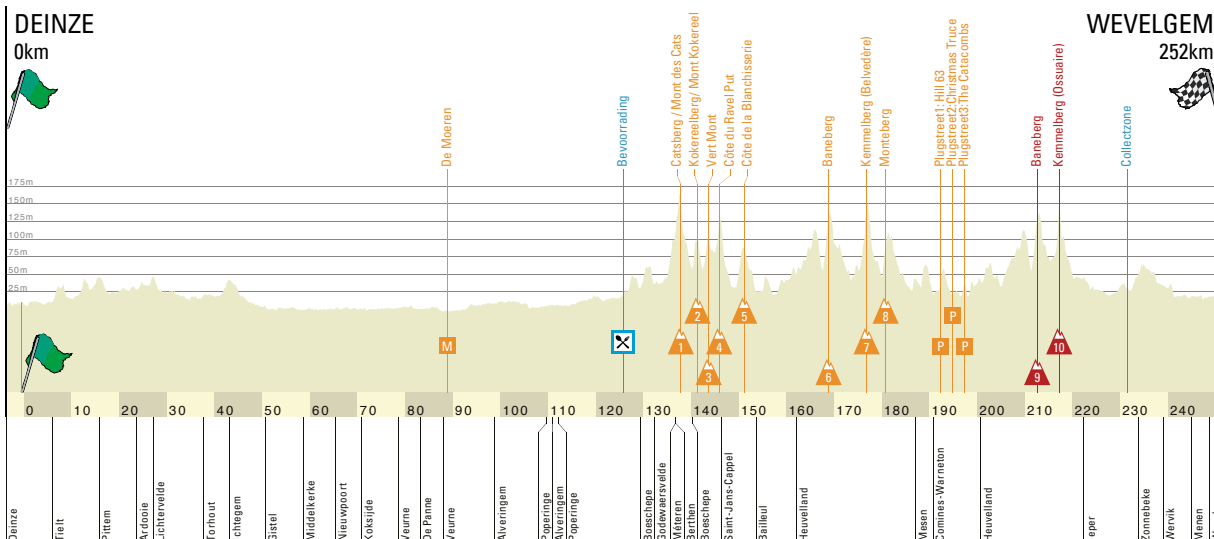 DEINZE
0km
WEVELGEM
252km
De Moeren
Bevoorrading
Catsberg / Mont des Cats
Kokereelberg/ Mont Kokereel
Vert Mont
Côte du Ravel Put
Côte de la Blanchisserie
Baneberg
Kemmelberg (Belvedère)
Monteberg
Plugstreet1: Hill 63
Plugstreet2:Christmas Truce
Plugstreet3:The Catacombs
Baneberg
Kemmelberg (Ossuaire)
Collectzone
175m
150m
125m
100m
75m
50m
25m
2
5
8
P
M
1
4
7
P
P
10
3
6
9
0 10 20 30 40 50 60 70 80 90 100 110 120 130 140 150 160 170 180 190 200 210 220 230 240
Deinze
Tielt
Pittem
Ardooie
Lichtervelde
Torhout
Ichtegem
Gistel
Middelkerke
Nieuwpoort
Koksijde
Veurne
De Panne
Veurne
Alveringem
Poperinge
Alveringem
Poperinge
Boeschepe
Godewaersvelde
Méteren
Berthen
Boeschepe
Saint-Jans-Cappel
Bailleul
Heuvelland
Mesen
Comines-Warneton
Heuvelland
Ieper
Zonnebeke
Wervik
Menen